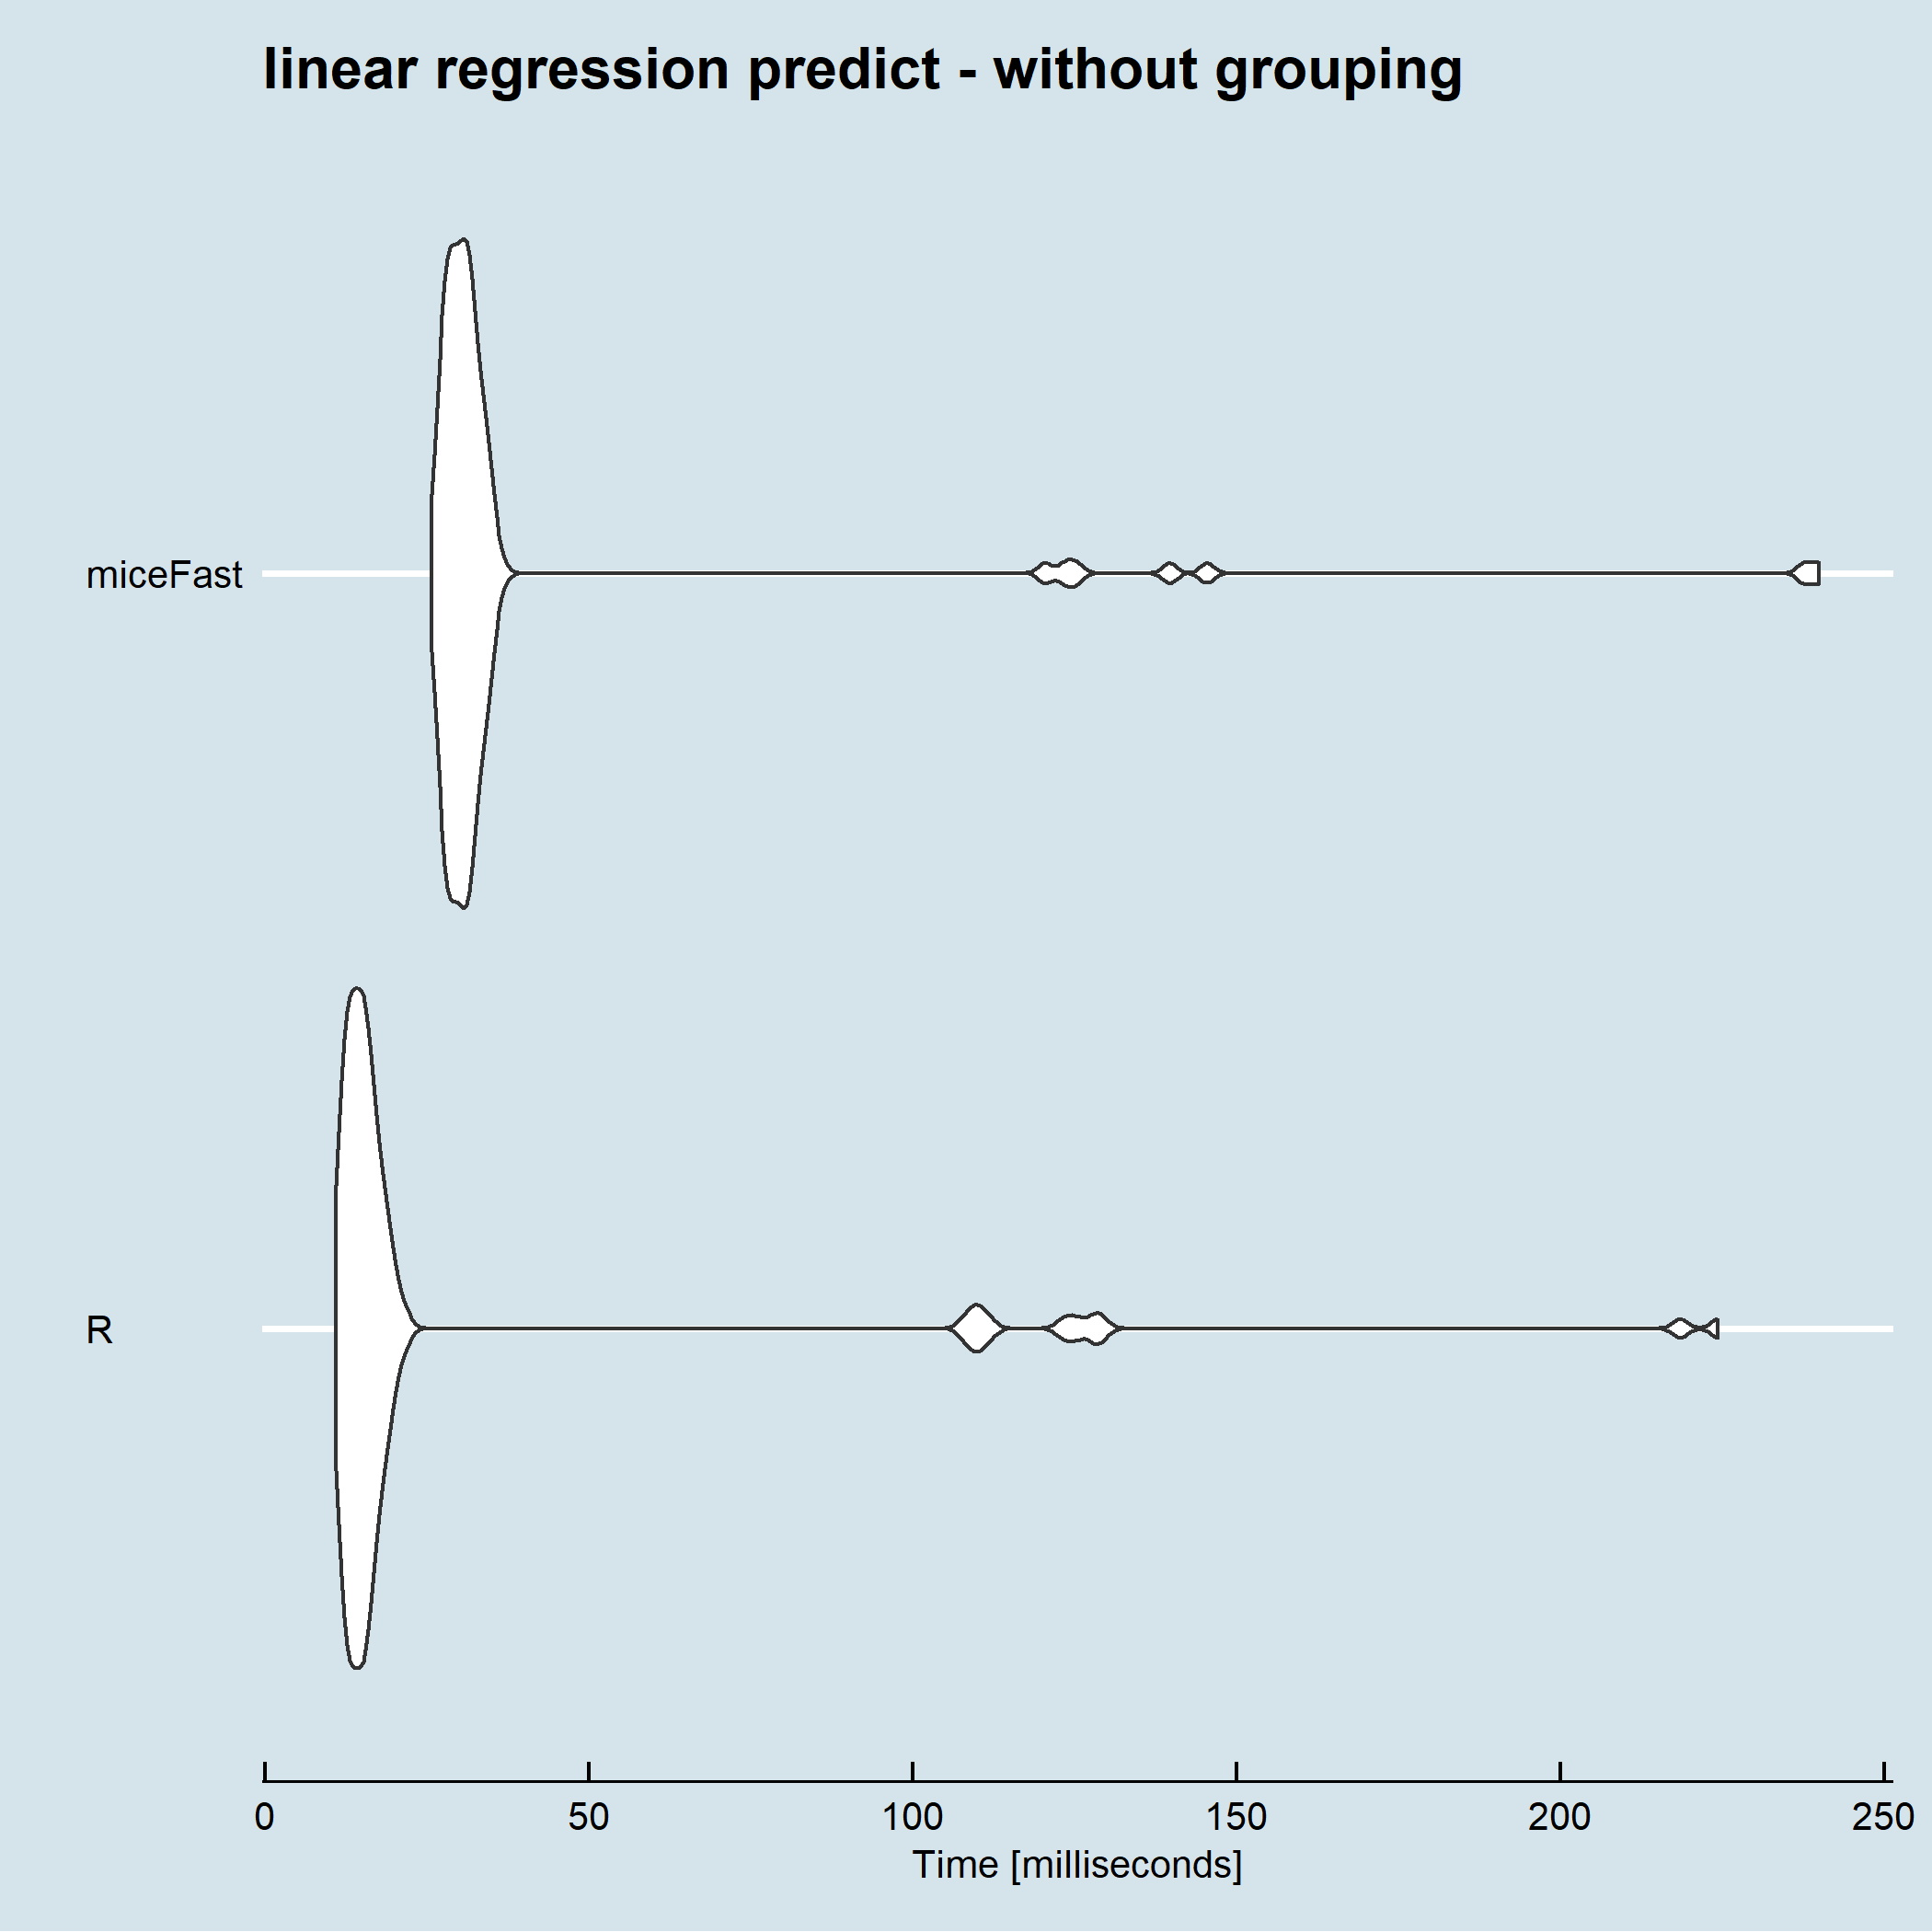 linear regression predict - without grouping
miceFast
R
0 50 100 150 200 250
Time [milliseconds]